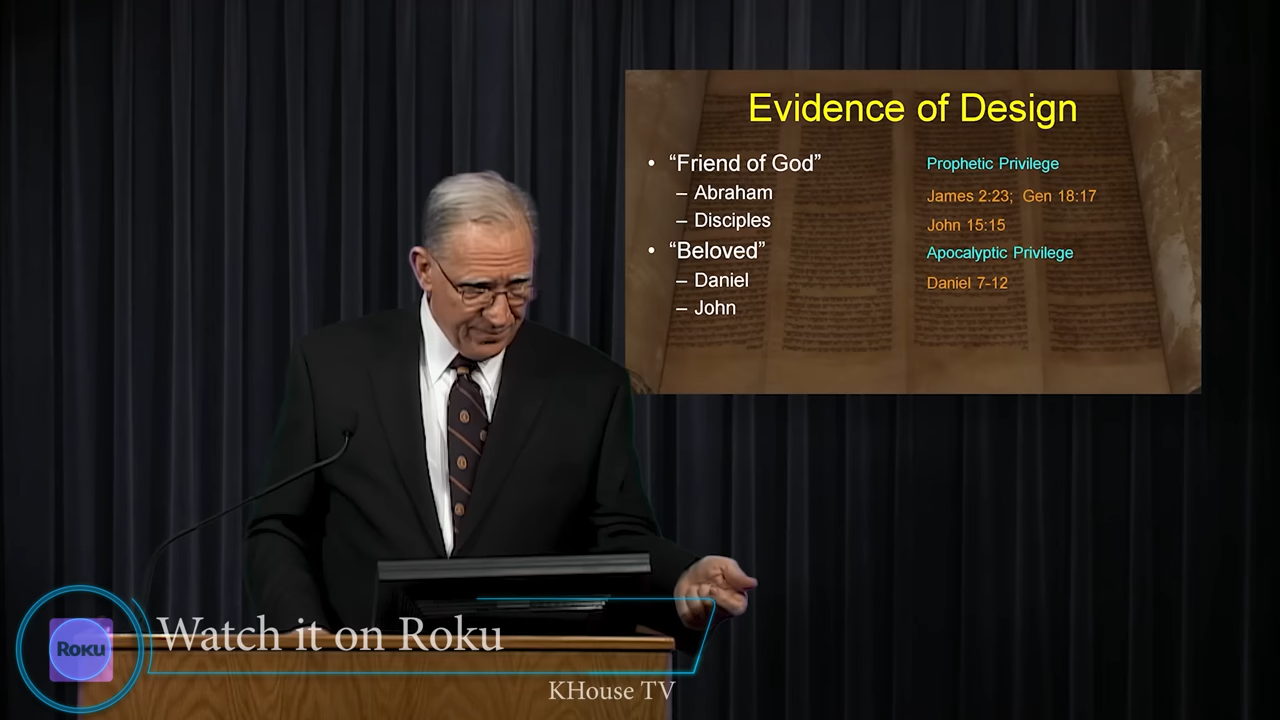 Evidence of Design
• “Friend of God”
Prophetic Privilege
– Abraham
James 2:23; Gen 18:17
– Disciples
John 15:15
• “Beloved”
Apocalyptic Privilege
– Daniel
Daniel 7-12
– John
Roku
Watch it on Roku
KHouse TV